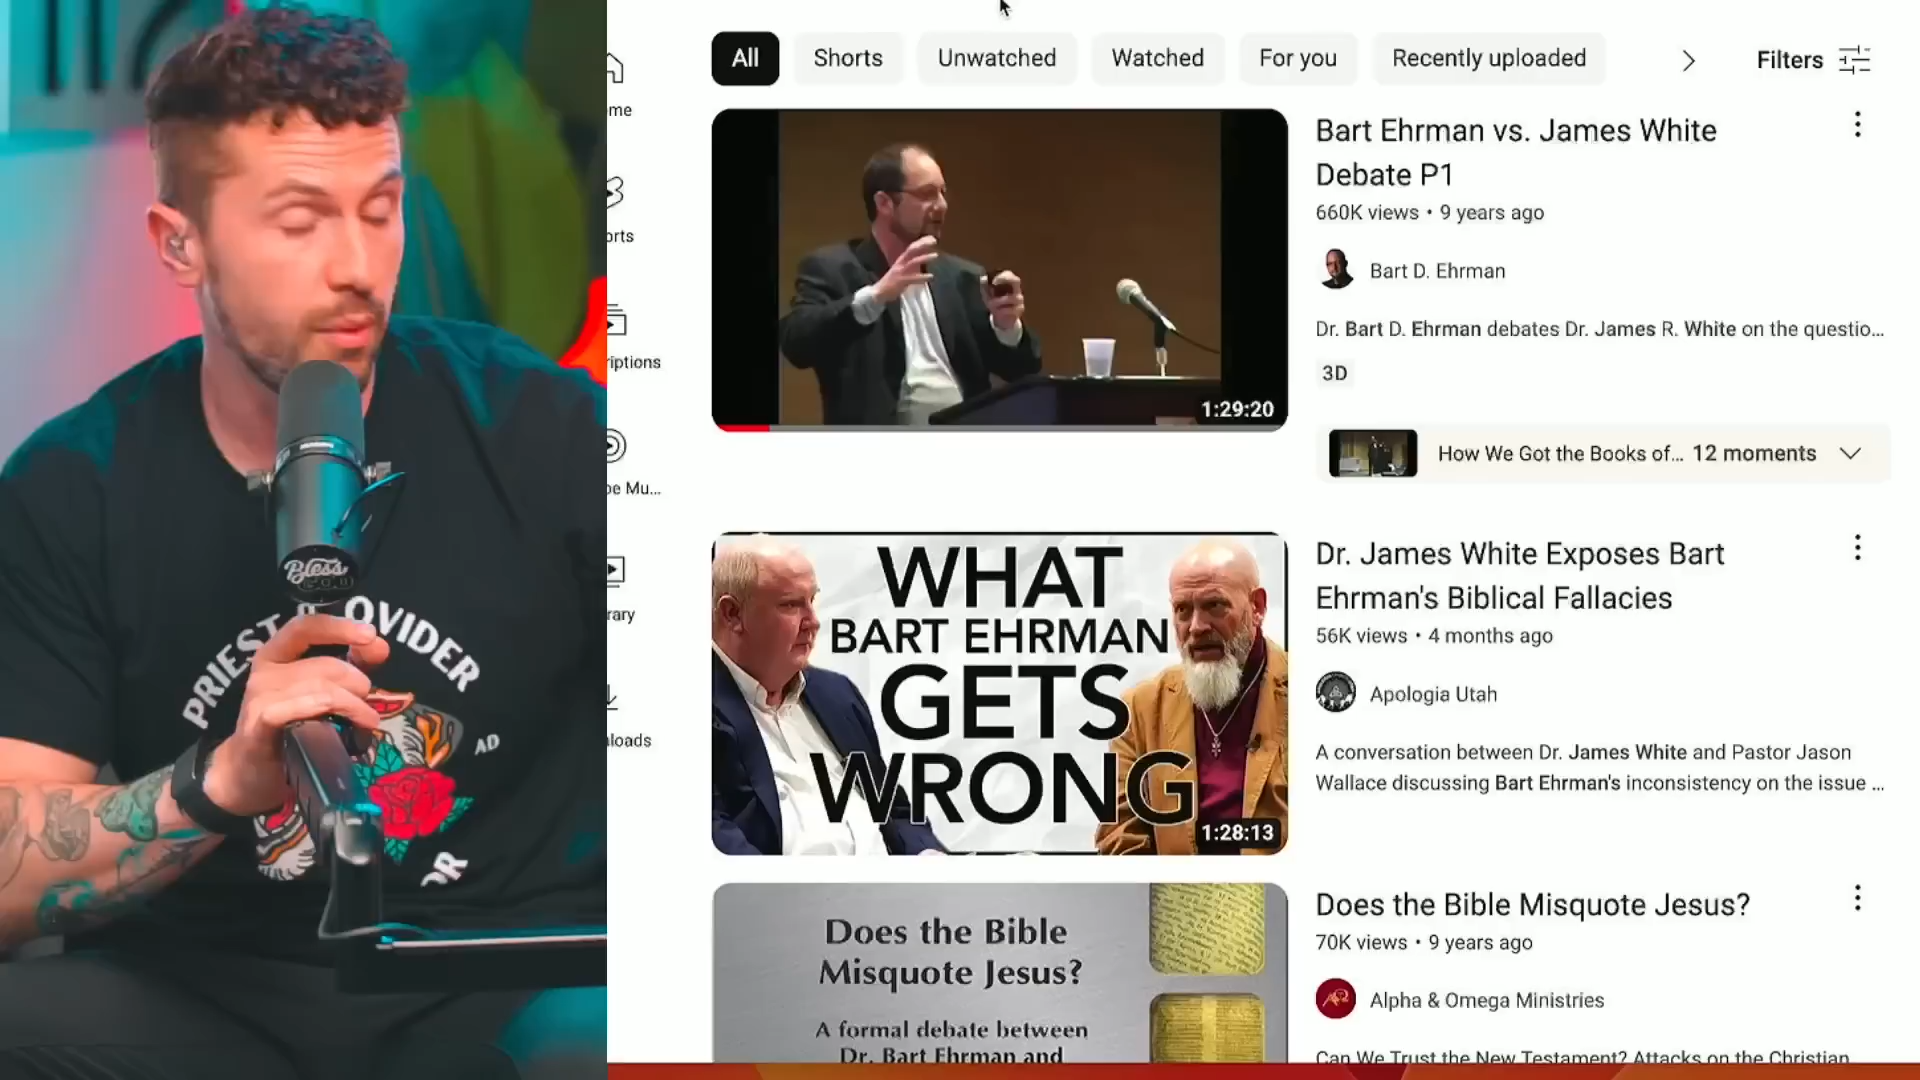 All
Shorts
Unwatched
Watched
For you
Recently uploaded
Filters
me
orts
iptions
be Mu...
rary
loads
Bart Ehrman vs. James White
Debate P1
660K views • 9 years ago
Bart D. Ehrman
Dr. Bart D. Ehrman debates Dr. James R. White on the questio...
3D
How We Got the Books of... 12 moments
1:29:20
WHAT
BART EHRMAN
GETS
WRONG
1:28:13
Dr. James White Exposes Bart
Ehrman's Biblical Fallacies
56K views • 4 months ago
Apologia Utah
A conversation between Dr. James White and Pastor Jason
Wallace discussing Bart Ehrman's inconsistency on the issue ...
Does the Bible
Misquote Jesus?
A formal debate between
Dr. Bart Ehrman and
Does the Bible Misquote Jesus?
70K views • 9 years ago
Alpha & Omega Ministries
Can We Trust the New Testament? Attacks on the Christian
Bless
GOD
PRIEST
OVIDER
AD
OR